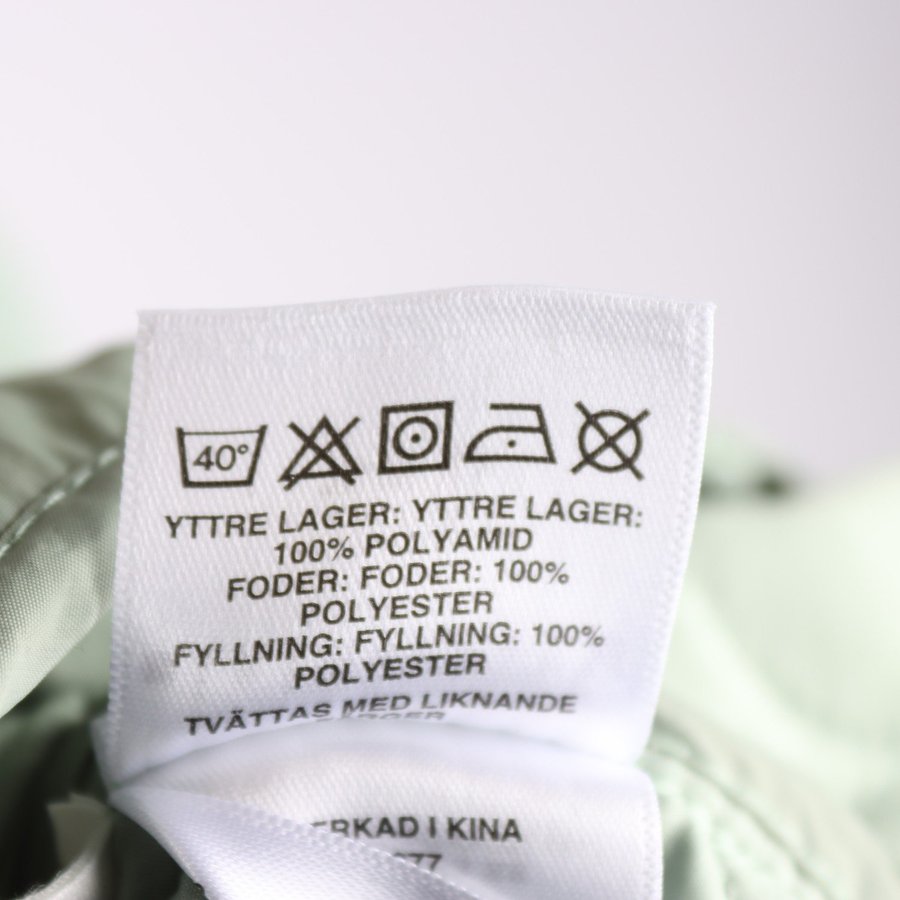 40°
YTTRE LAGER: YTTRE LAGER:
100% POLYAMID
FODER: FODER: 100%
POLYESTER
FYLLNING: FYLLNING: 100%
POLYESTER
TVÄTTAS MED LIKNANDE
I KINA